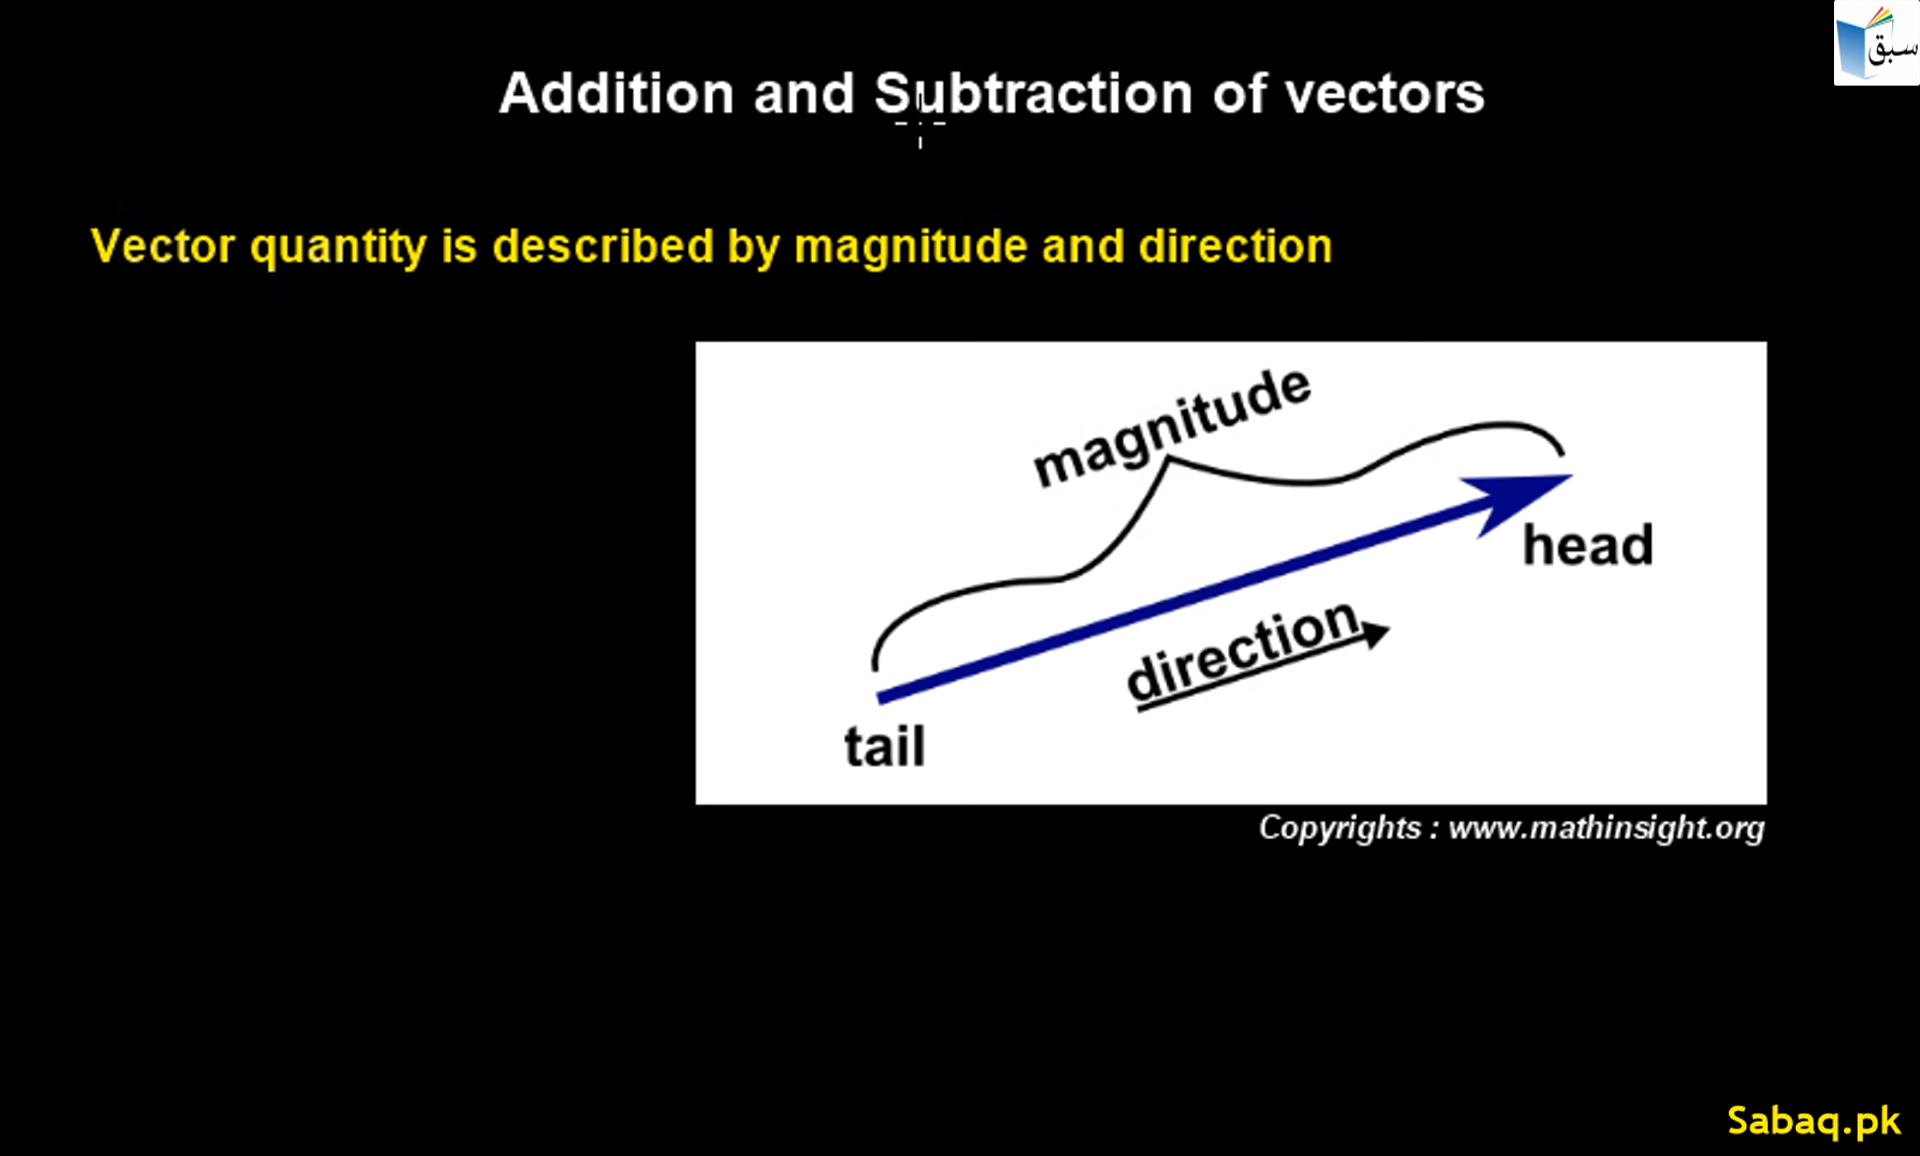 سبق
Addition and Subtraction of vectors
Vector quantity is described by magnitude and direction
magnitude
head
direction
tail
Copyrights : www.mathinsight.org
Sabaq.pk